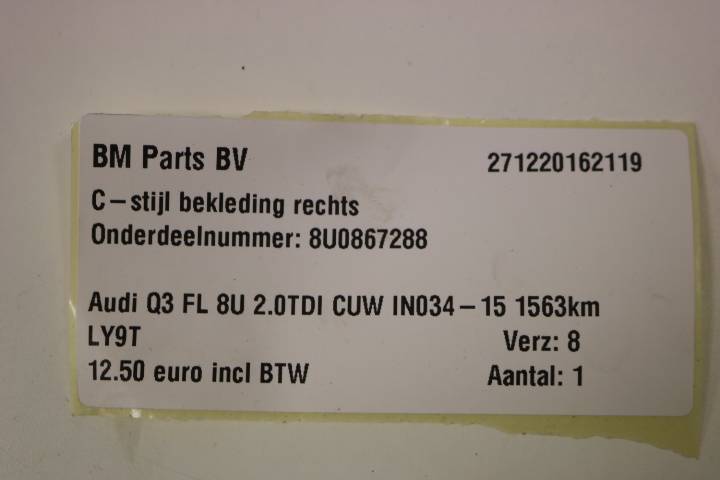 BM Parts BV 271220162119
C-stijl bekleding rechts
Onderdeelnummer: 8U0867288
Audi Q3 FL 8U 2.0TDI CUW IN034-15 1563km
LY9T Verz: 8
12.50 euro incl BTW Aantal: 1